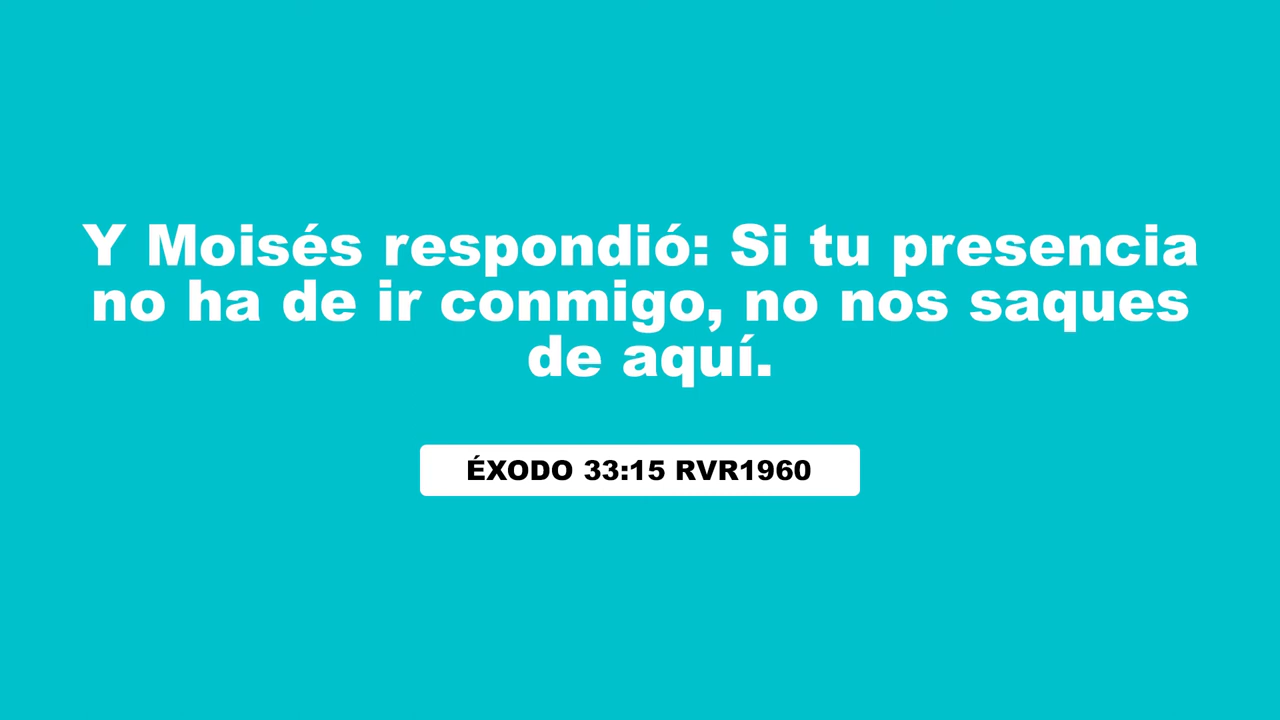 Y Moisés respondió: Si tu presencia
no ha de ir conmigo, no nos saques
de aquí.
ÉXODO 33:15 RVR1960